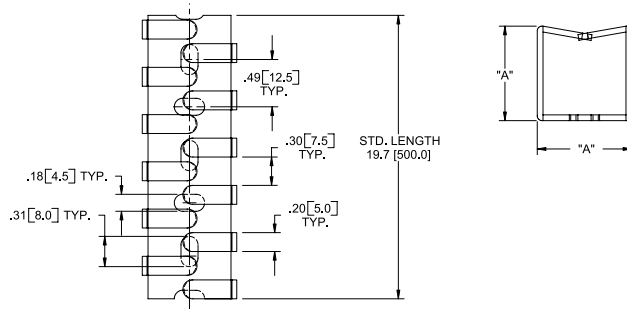 .49[12.5]
TYP.
.30[7.5]
TYP.
STD. LENGTH
19.7 [500.0]
.18[4.5] TYP.
.31[8.0] TYP.
.20[5.0]
TYP.
"A"
"A"